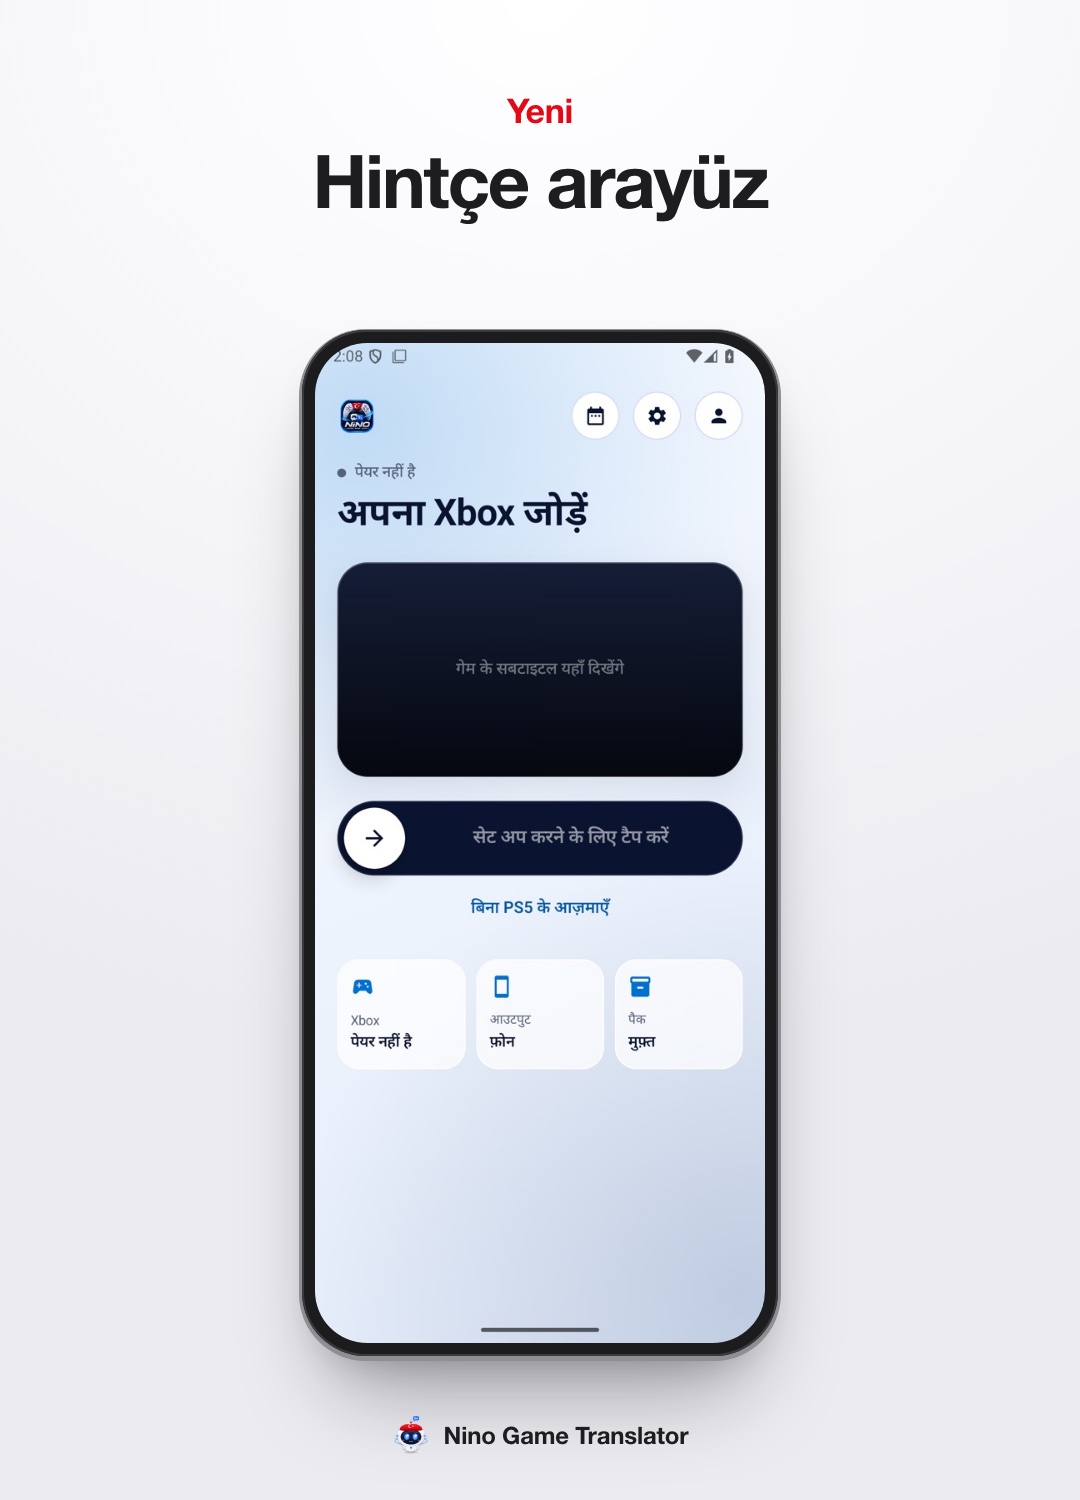 Yeni
Hintçe arayüz
2:08
NiNO
पेयर नहीं है
अपना Xbox जोड़ें
गेम के सबटाइटल यहाँ दिखेंगे
सेट अप करने के लिए टैप करें
बिना PS5 के आज़माएँ
Xbox
पेयर नहीं है
आउटपुट
फ़ोन
पैक
मुफ़्त
Nino Game Translator